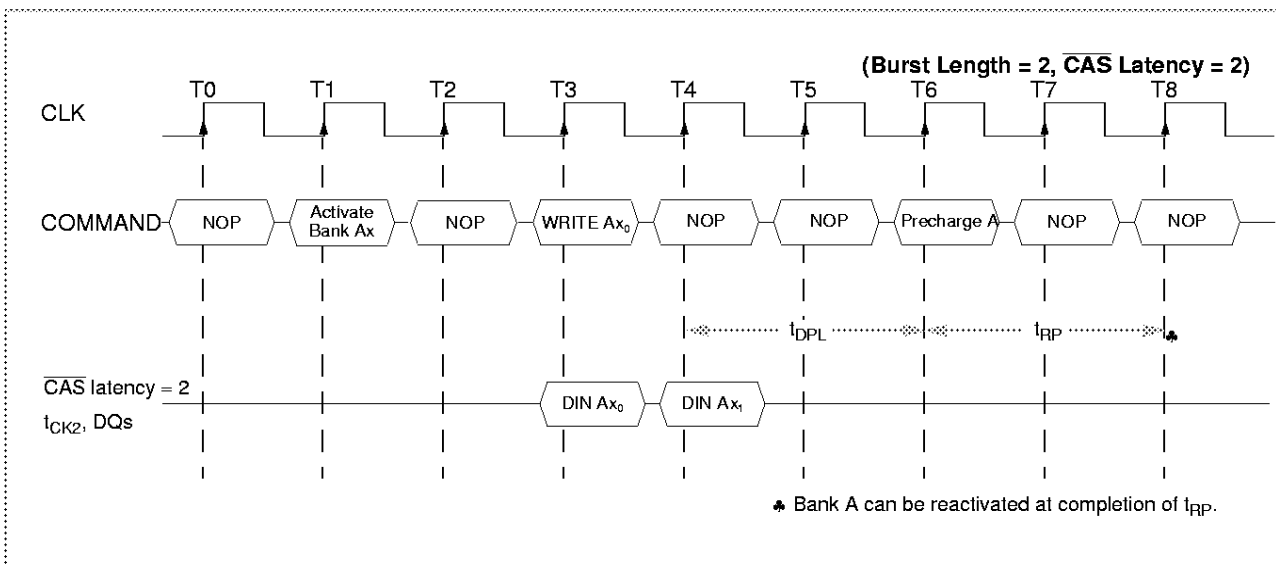 (Burst Length = 2, CAS Latency = 2)
T0 T1 T2 T3 T4 T5 T6 T7 T8
CLK
COMMAND NOP Activate Bank Ax NOP WRITE Ax0 NOP NOP Precharge A NOP NOP
tDPL tRP ♣
CAS latency = 2
tCK2, DQs
DIN Ax0 DIN Ax1
♣ Bank A can be reactivated at completion of tRP.